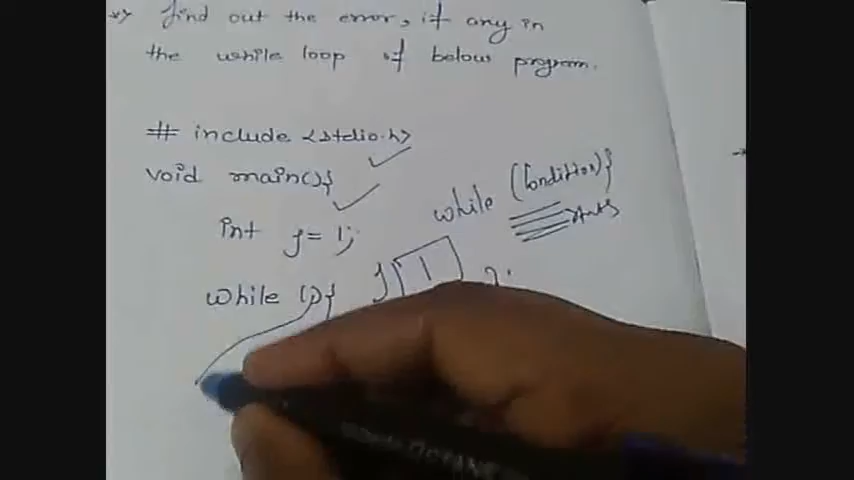 find out the error, if any in
the while loop of below program.
# include <stdio.h>
void main(){
int j = 1;
while (Condition){
stmts
while (){
j 1